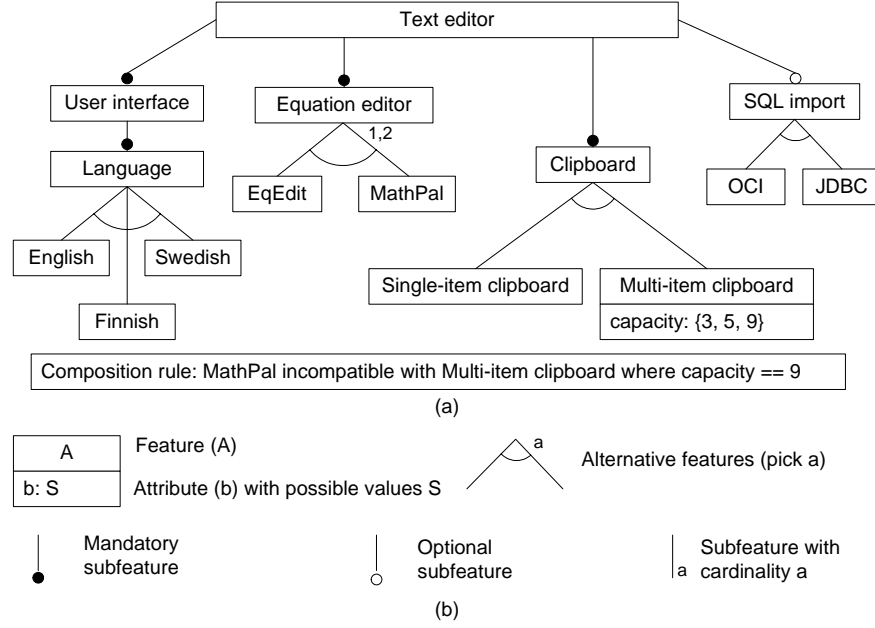 Text editor
User interface
Equation editor
SQL import
1,2
Language
Clipboard
EqEdit
MathPal
OCI
JDBC
English
Swedish
Finnish
Single-item clipboard
Multi-item clipboard
capacity: {3, 5, 9}
Composition rule: MathPal incompatible with Multi-item clipboard where capacity == 9
(a)
A
Feature (A)
b: S
Attribute (b) with possible values S
a
Alternative features (pick a)
Mandatory
subfeature
Optional
subfeature
a
Subfeature with
cardinality a
(b)